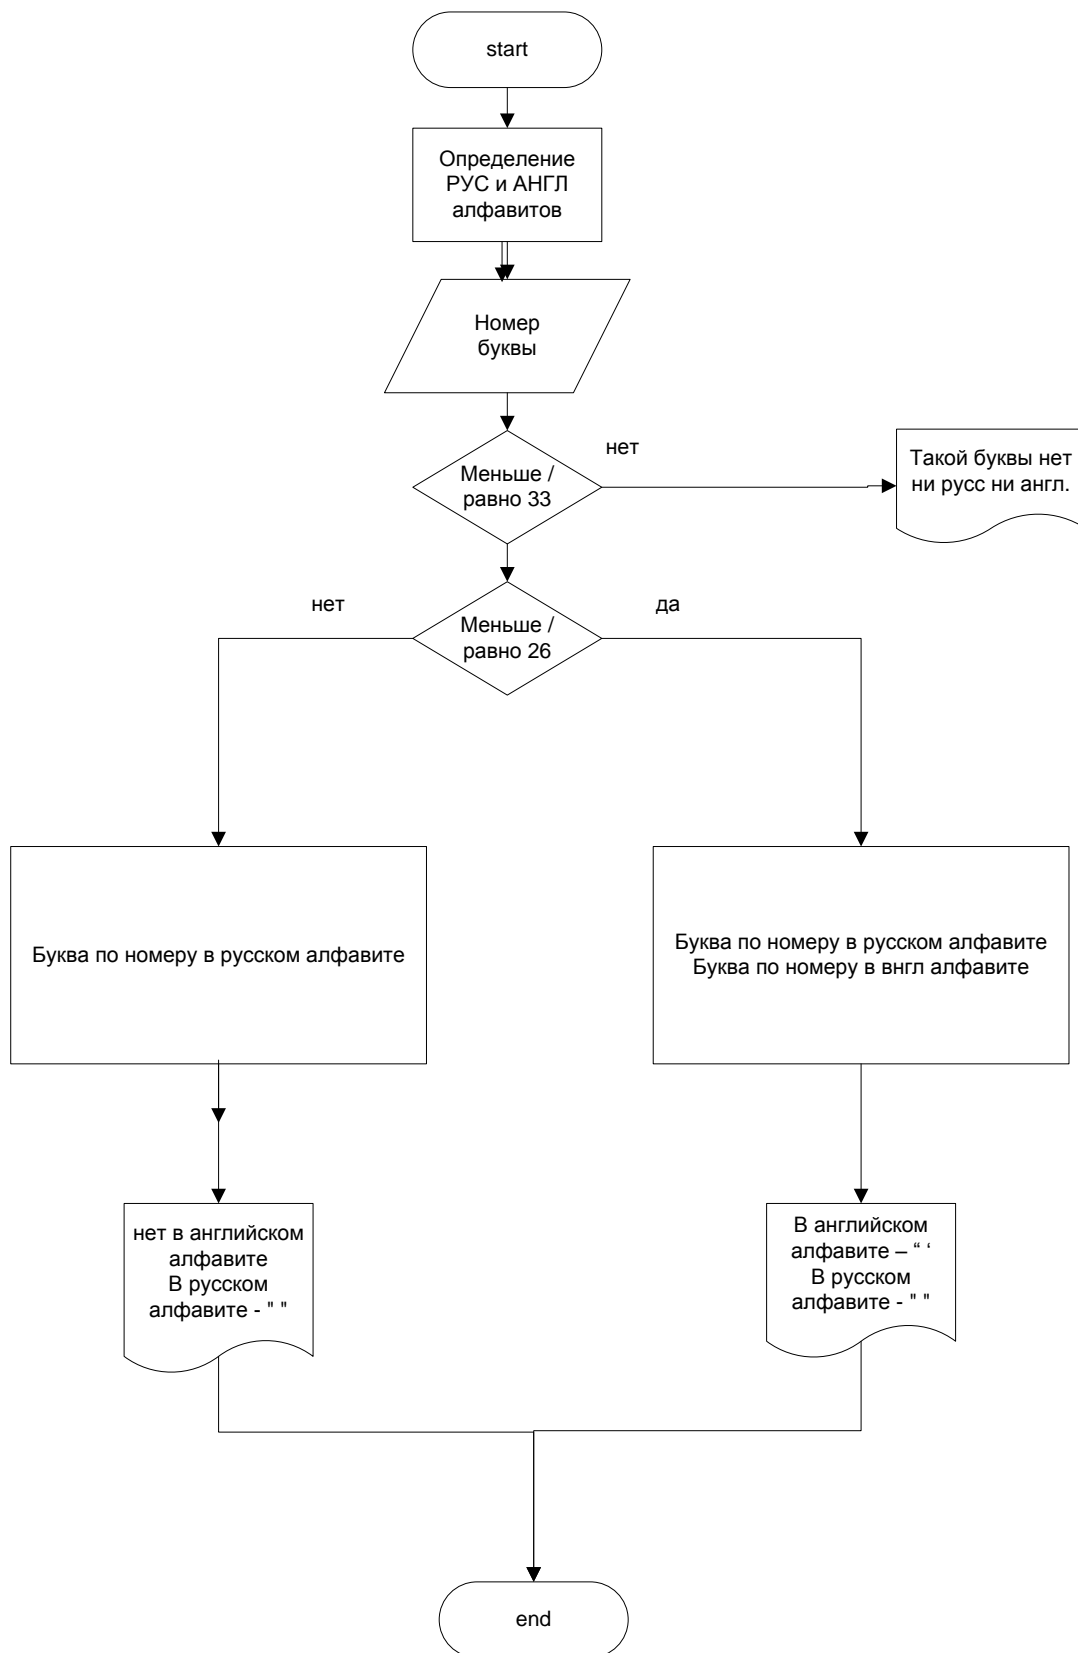 start
Определение
РУС и АНГЛ
алфавитов
Номер
буквы
нет
Меньше /
равно 33
Такой буквы нет
ни русс ни англ.
нет
да
Меньше /
равно 26
Буква по номеру в русском алфавите
Буква по номеру в русском алфавите
Буква по номеру в внгл алфавите
нет в английском
алфавите
В русском
алфавите - " "
В английском
алфавите – “ ‘
В русском
алфавите - " "
end